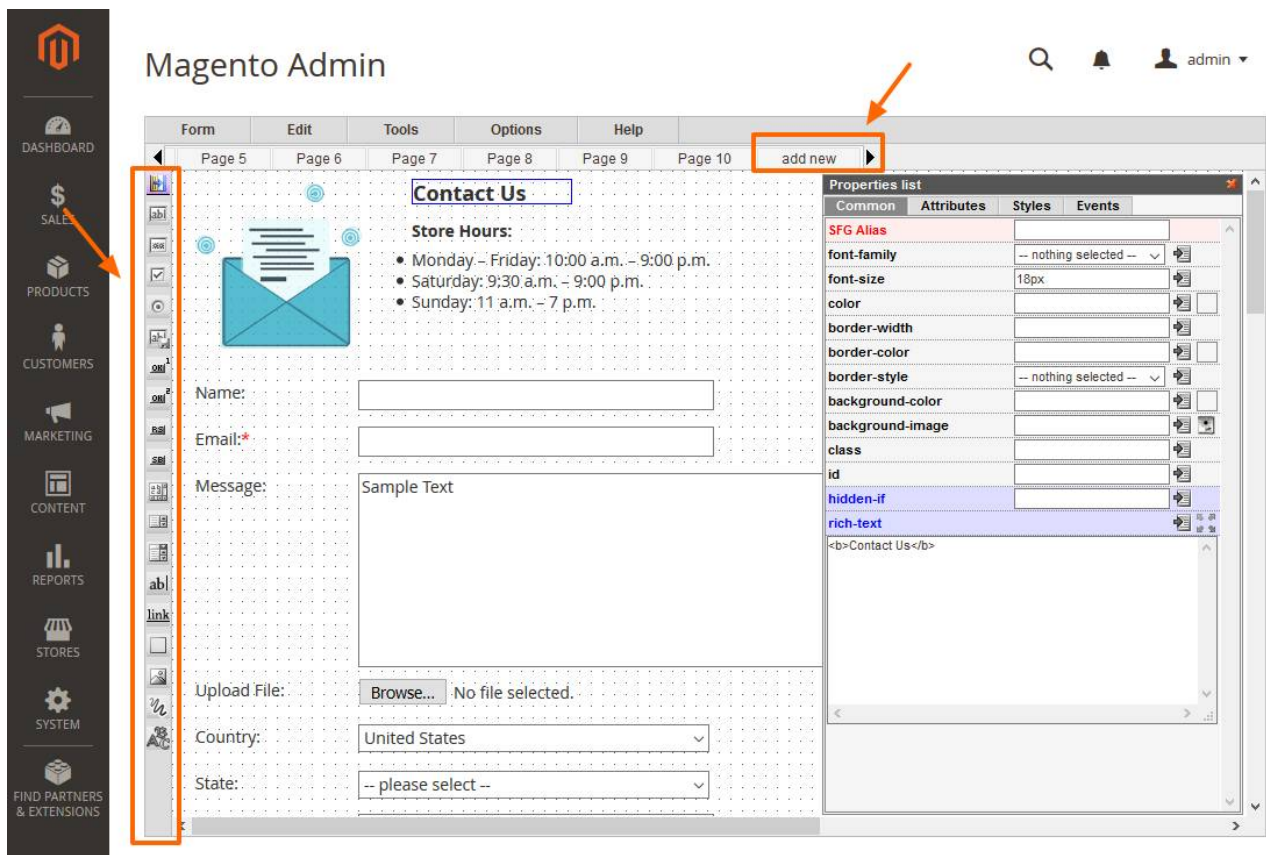 Magento Admin
admin
DASHBOARD
SALES
PRODUCTS
CUSTOMERS
MARKETING
CONTENT
REPORTS
STORES
SYSTEM
FIND PARTNERS
& EXTENSIONS
Form Edit Tools Options Help
Page 5 Page 6 Page 7 Page 8 Page 9 Page 10 add new
ab|
link
Contact Us
Store Hours:
• Monday – Friday: 10:00 a.m. – 9:00 p.m.
• Saturday: 9:30 a.m. – 9:00 p.m.
• Sunday: 11 a.m. – 7 p.m.
Name:
Email:*
Message:
Sample Text
Upload File:
Browse... No file selected.
Country:
United States
State:
-- please select --
Properties list
Common Attributes Styles Events
SFG Alias
font-family -- nothing selected --
font-size 18px
color
border-width
border-color
border-style -- nothing selected --
background-color
background-image
class
id
hidden-if
rich-text
<b>Contact Us</b>